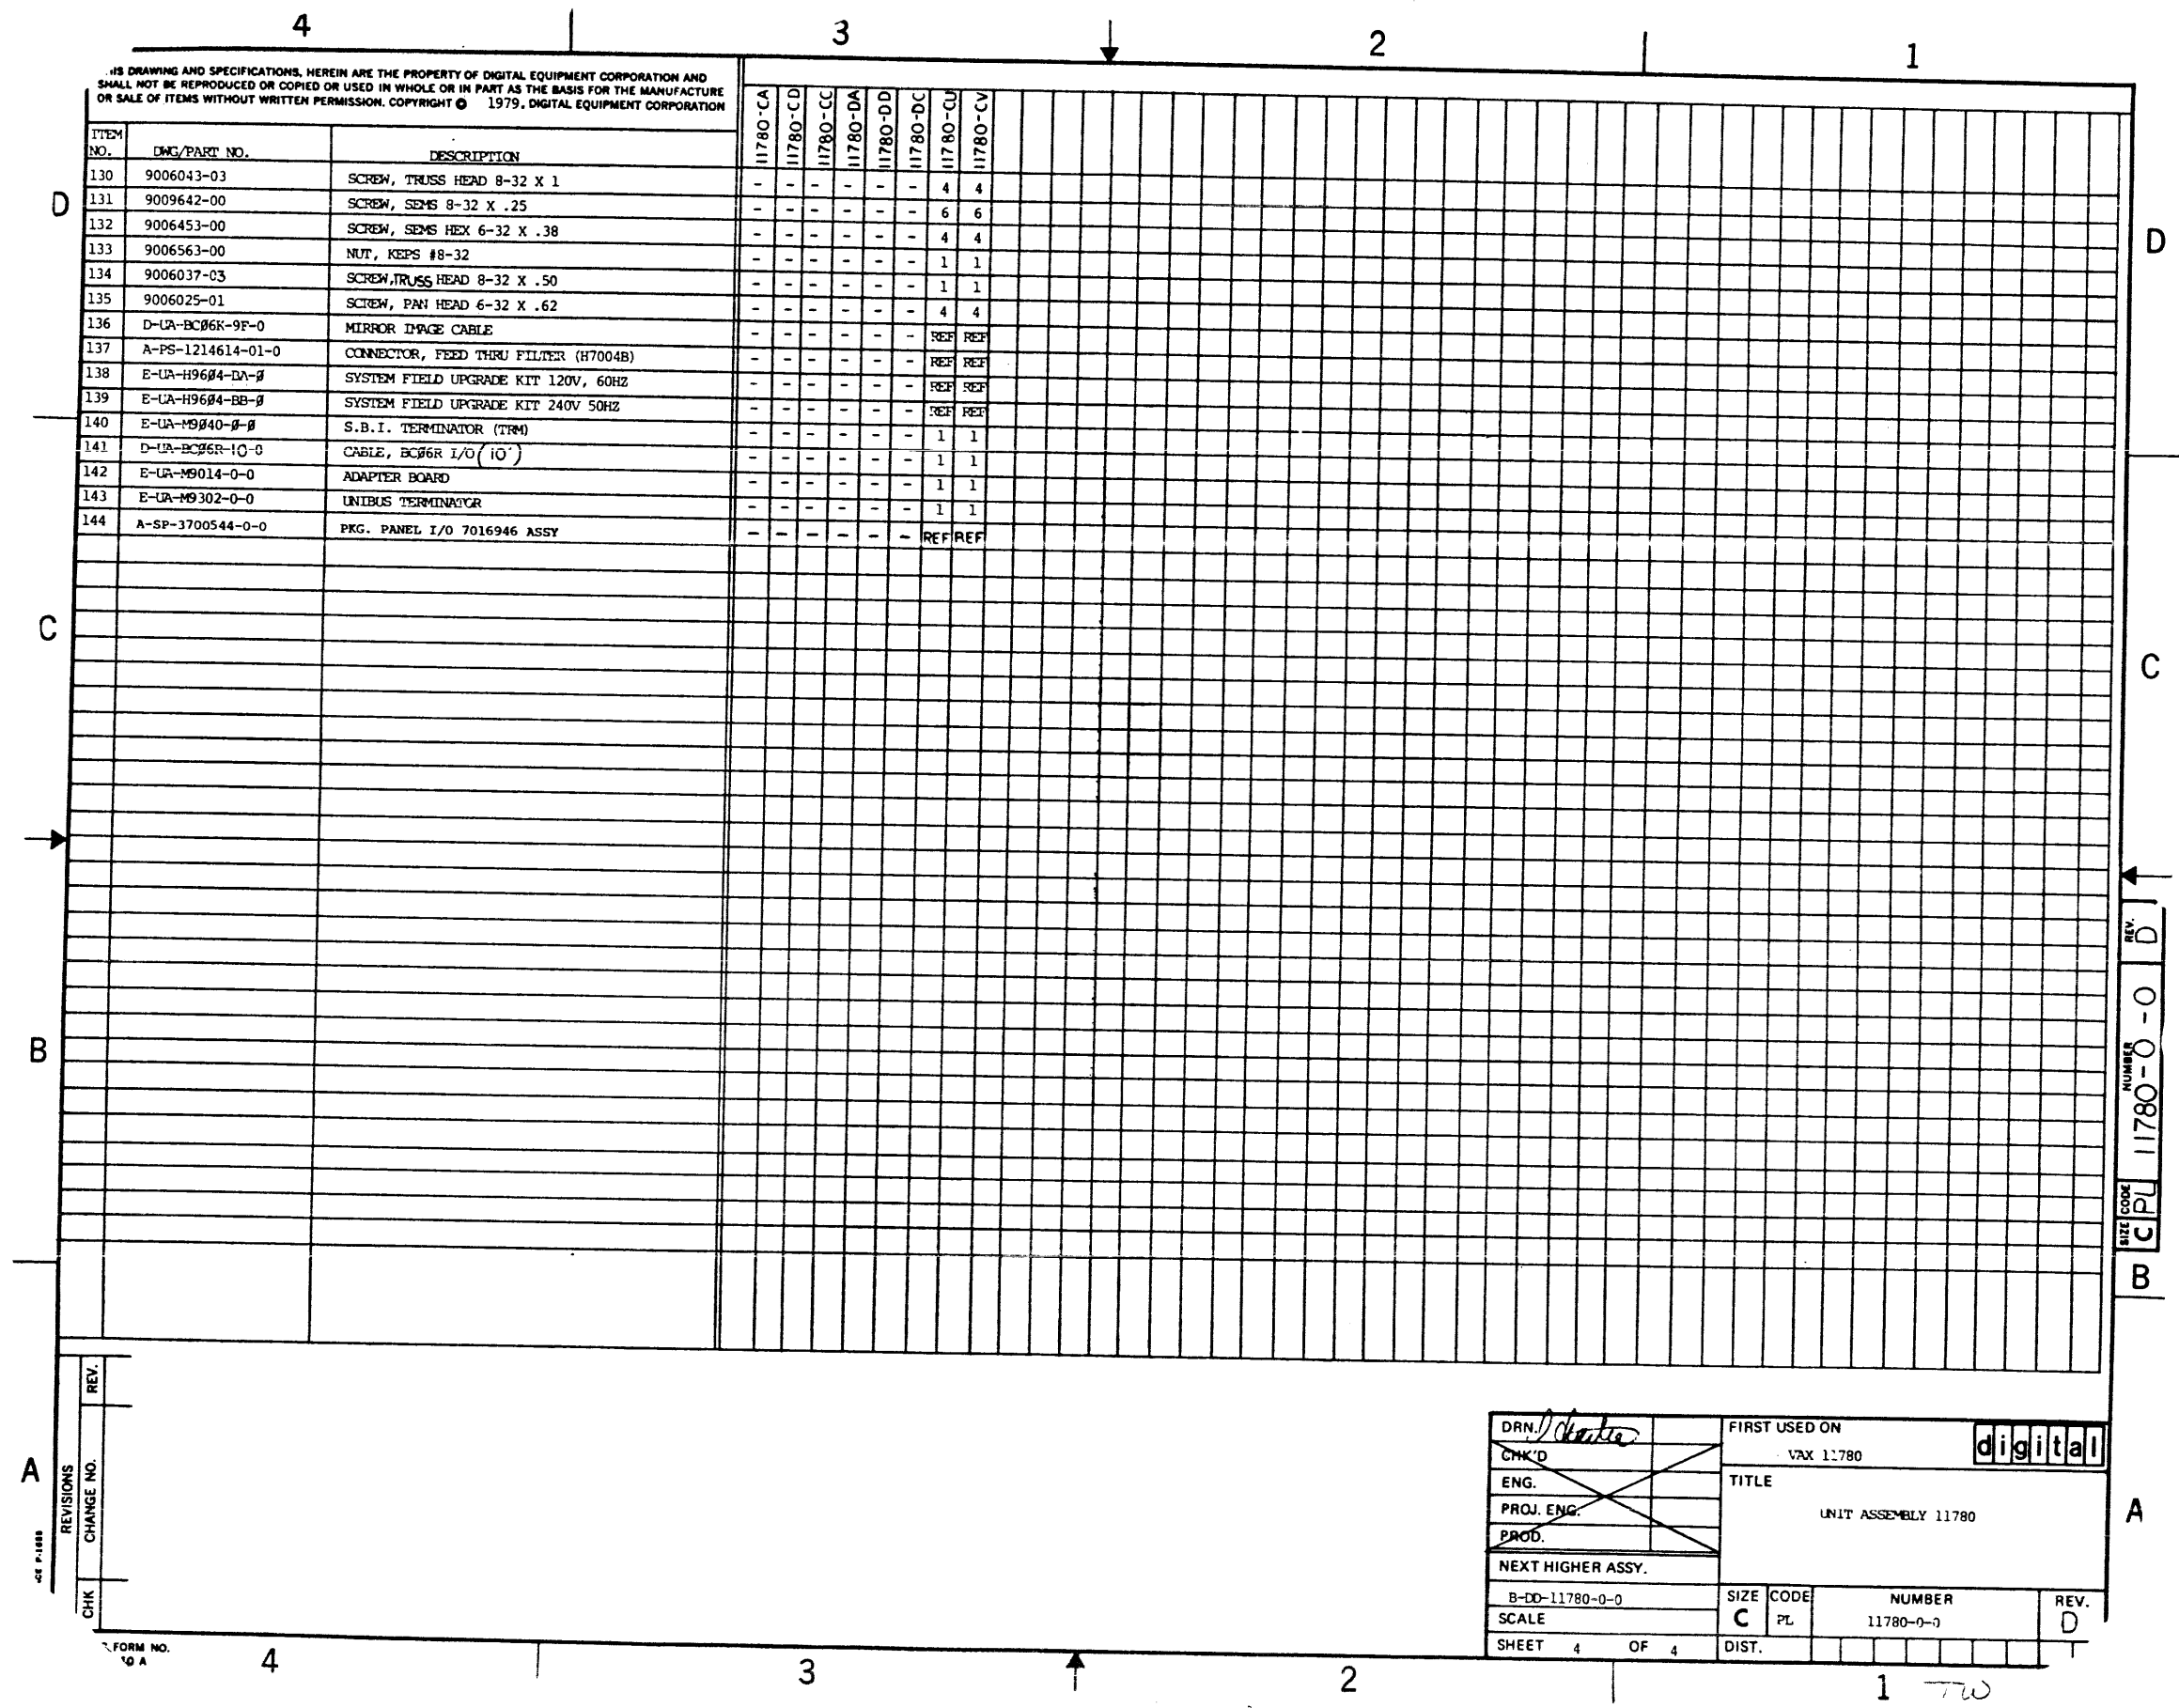 4 3 2 1
IS DRAWING AND SPECIFICATIONS, HEREIN ARE THE PROPERTY OF DIGITAL EQUIPMENT CORPORATION AND
SHALL NOT BE REPRODUCED OR COPIED OR USED IN WHOLE OR IN PART AS THE BASIS FOR THE MANUFACTURE
OR SALE OF ITEMS WITHOUT WRITTEN PERMISSION. COPYRIGHT © 1979, DIGITAL EQUIPMENT CORPORATION
ITEM NO. DWG/PART NO. DESCRIPTION 11780-CA 11780-CD 11780-CC 11780-DA 11780-DD 11780-DC 11780-CU 11780-CV
130 9006043-03 SCREW, TRUSS HEAD 8-32 X 1 - - - - - - 4 4
131 9009642-00 SCREW, SEMS 8-32 X .25 - - - - - - 6 6
132 9006453-00 SCREW, SEMS HEX 6-32 X .38 - - - - - - 4 4
133 9006563-00 NUT, KEPS #8-32 - - - - - - 1 1
134 9006037-03 SCREW,TRUSS HEAD 8-32 X .50 - - - - - - 1 1
135 9006025-01 SCREW, PAN HEAD 6-32 X .62 - - - - - - 4 4
136 D-UA-BCØ6K-9F-0 MIRROR IMAGE CABLE - - - - - - REF REF
137 A-PS-1214614-01-0 CONNECTOR, FEED THRU FILTER (H7004B) - - - - - - REF REF
138 E-UA-H96Ø4-BA-Ø SYSTEM FIELD UPGRADE KIT 120V, 60HZ - - - - - - REF REF
139 E-UA-H96Ø4-BB-Ø SYSTEM FIELD UPGRADE KIT 240V 50HZ - - - - - - REF REF
140 E-UA-M9Ø40-Ø-Ø S.B.I. TERMINATOR (TRM) - - - - - - 1 1
141 D-UA-BCØ6R-10-0 CABLE, BCØ6R I/O (10') - - - - - - 1 1
142 E-UA-M9014-0-0 ADAPTER BOARD - - - - - - 1 1
143 E-UA-M9302-0-0 UNIBUS TERMINATOR - - - - - - 1 1
144 A-SP-3700544-0-0 PKG. PANEL I/O 7016946 ASSY - - - - - - REF REF
D D
C C
B B
A A
SIZE C CODE PL NUMBER 11780-0-0 REV. D
REVISIONS
CHK CHANGE NO. REV.
FORM NO.
DRN.
CHK'D
ENG.
PROJ. ENG.
PROD.
NEXT HIGHER ASSY.
B-DD-11780-0-0
SCALE
SHEET 4 OF 4
FIRST USED ON
VAX 11780
digital
TITLE
UNIT ASSEMBLY 11780
SIZE CODE NUMBER REV.
C PL 11780-0-0 D
DIST.
4 3 2 1
TW